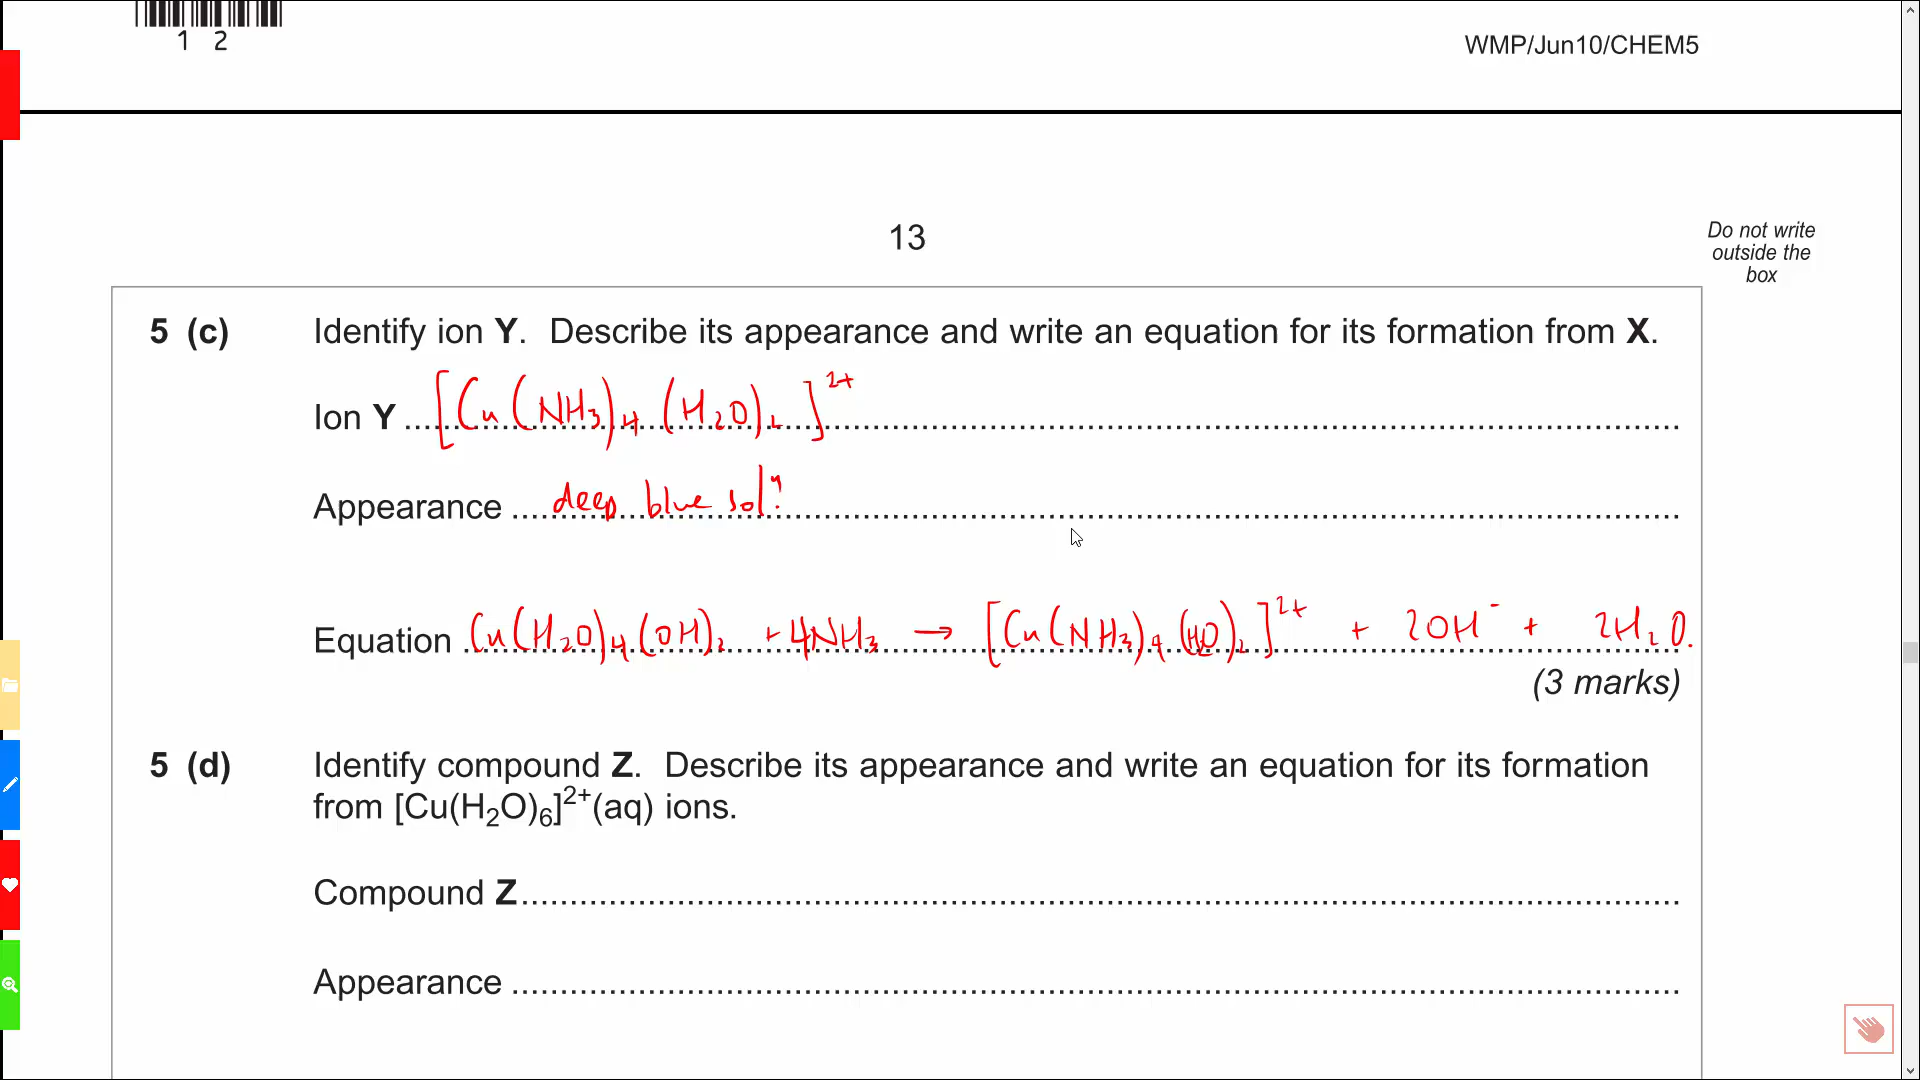 1 2
WMP/Jun10/CHEM5
13
Do not write
outside the
box
5 (c) Identify ion Y. Describe its appearance and write an equation for its formation from X.
Ion Y [Cu(NH₃)₄(H₂O)₂]²⁺
Appearance deep blue solⁿ.
Equation Cu(H₂O)₄(OH)₂ + 4NH₃ → [Cu(NH₃)₄(H₂O)₂]²⁺ + 2OH⁻ + 2H₂O.
(3 marks)
5 (d) Identify compound Z. Describe its appearance and write an equation for its formation
from [Cu(H₂O)₆]²⁺(aq) ions.
Compound Z
Appearance